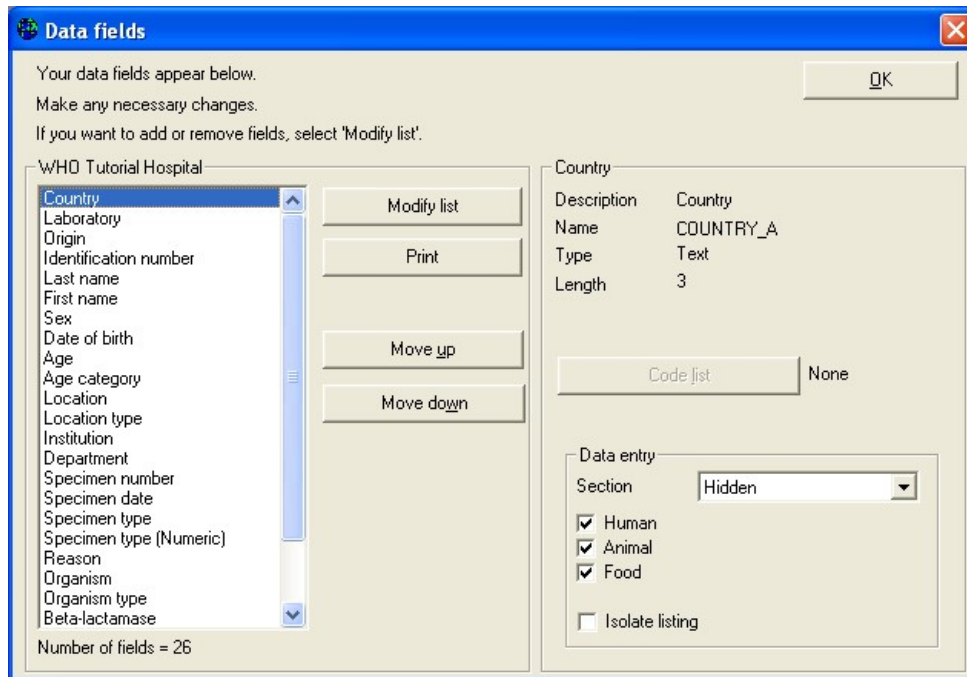 Data fields
Your data fields appear below.
Make any necessary changes.
If you want to add or remove fields, select 'Modify list'.
OK
WHO Tutorial Hospital
Country
Laboratory
Origin
Identification number
Last name
First name
Sex
Date of birth
Age
Age category
Location
Location type
Institution
Department
Specimen number
Specimen date
Specimen type
Specimen type (Numeric)
Reason
Organism
Organism type
Beta-lactamase
Number of fields = 26
Modify list
Print
Move up
Move down
Country
Description Country
Name COUNTRY_A
Type Text
Length 3
Code list None
Data entry
Section Hidden
Human
Animal
Food
Isolate listing